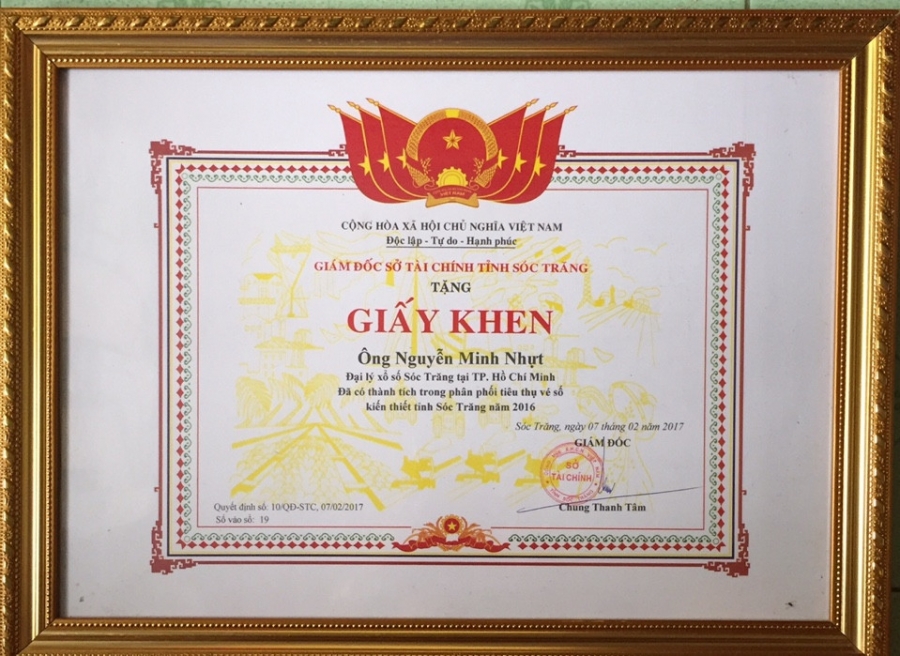 VIỆT NAM
CỘNG HÒA XÃ HỘI CHỦ NGHĨA VIỆT NAM
Độc lập - Tự do - Hạnh phúc
GIÁM ĐỐC SỞ TÀI CHÍNH TỈNH SÓC TRĂNG
TẶNG
GIẤY KHEN
Ông Nguyễn Minh Nhựt
Đại lý xổ số Sóc Trăng tại TP. Hồ Chí Minh
Đã có thành tích trong phân phối tiêu thụ vé số
kiến thiết tỉnh Sóc Trăng năm 2016
Sóc Trăng, ngày 07 tháng 02 năm 2017
GIÁM ĐỐC
SỞ
TÀI CHÍNH
Chung Thanh Tâm
Quyết định số: 10/QĐ-STC, 07/02/2017
Số vào sổ: 19